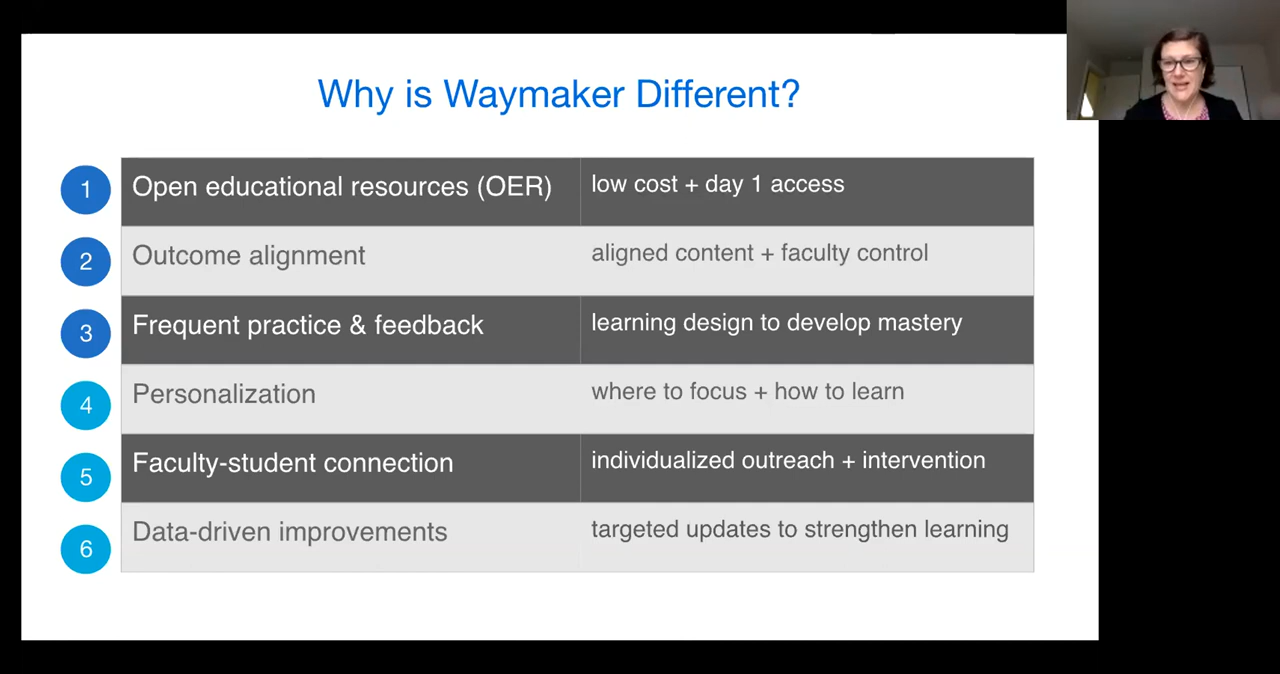 Why is Waymaker Different?
1 Open educational resources (OER) low cost + day 1 access
2 Outcome alignment aligned content + faculty control
3 Frequent practice & feedback learning design to develop mastery
4 Personalization where to focus + how to learn
5 Faculty-student connection individualized outreach + intervention
6 Data-driven improvements targeted updates to strengthen learning